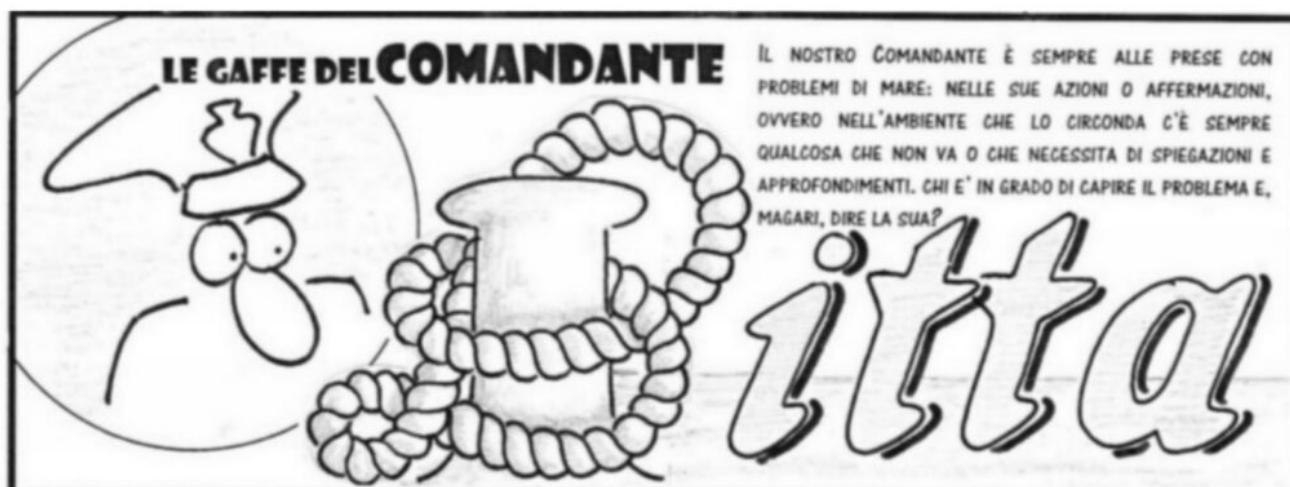 LE GAFFE DEL COMANDANTE
IL NOSTRO COMANDANTE È SEMPRE ALLE PRESE CON
PROBLEMI DI MARE: NELLE SUE AZIONI O AFFERMAZIONI,
OVVERO NELL'AMBIENTE CHE LO CIRCONDA C'È SEMPRE
QUALCOSA CHE NON VA O CHE NECESSITA DI SPIEGAZIONI E
APPROFONDIMENTI. CHI E' IN GRADO DI CAPIRE IL PROBLEMA E,
MAGARI, DIRE LA SUA?
itta